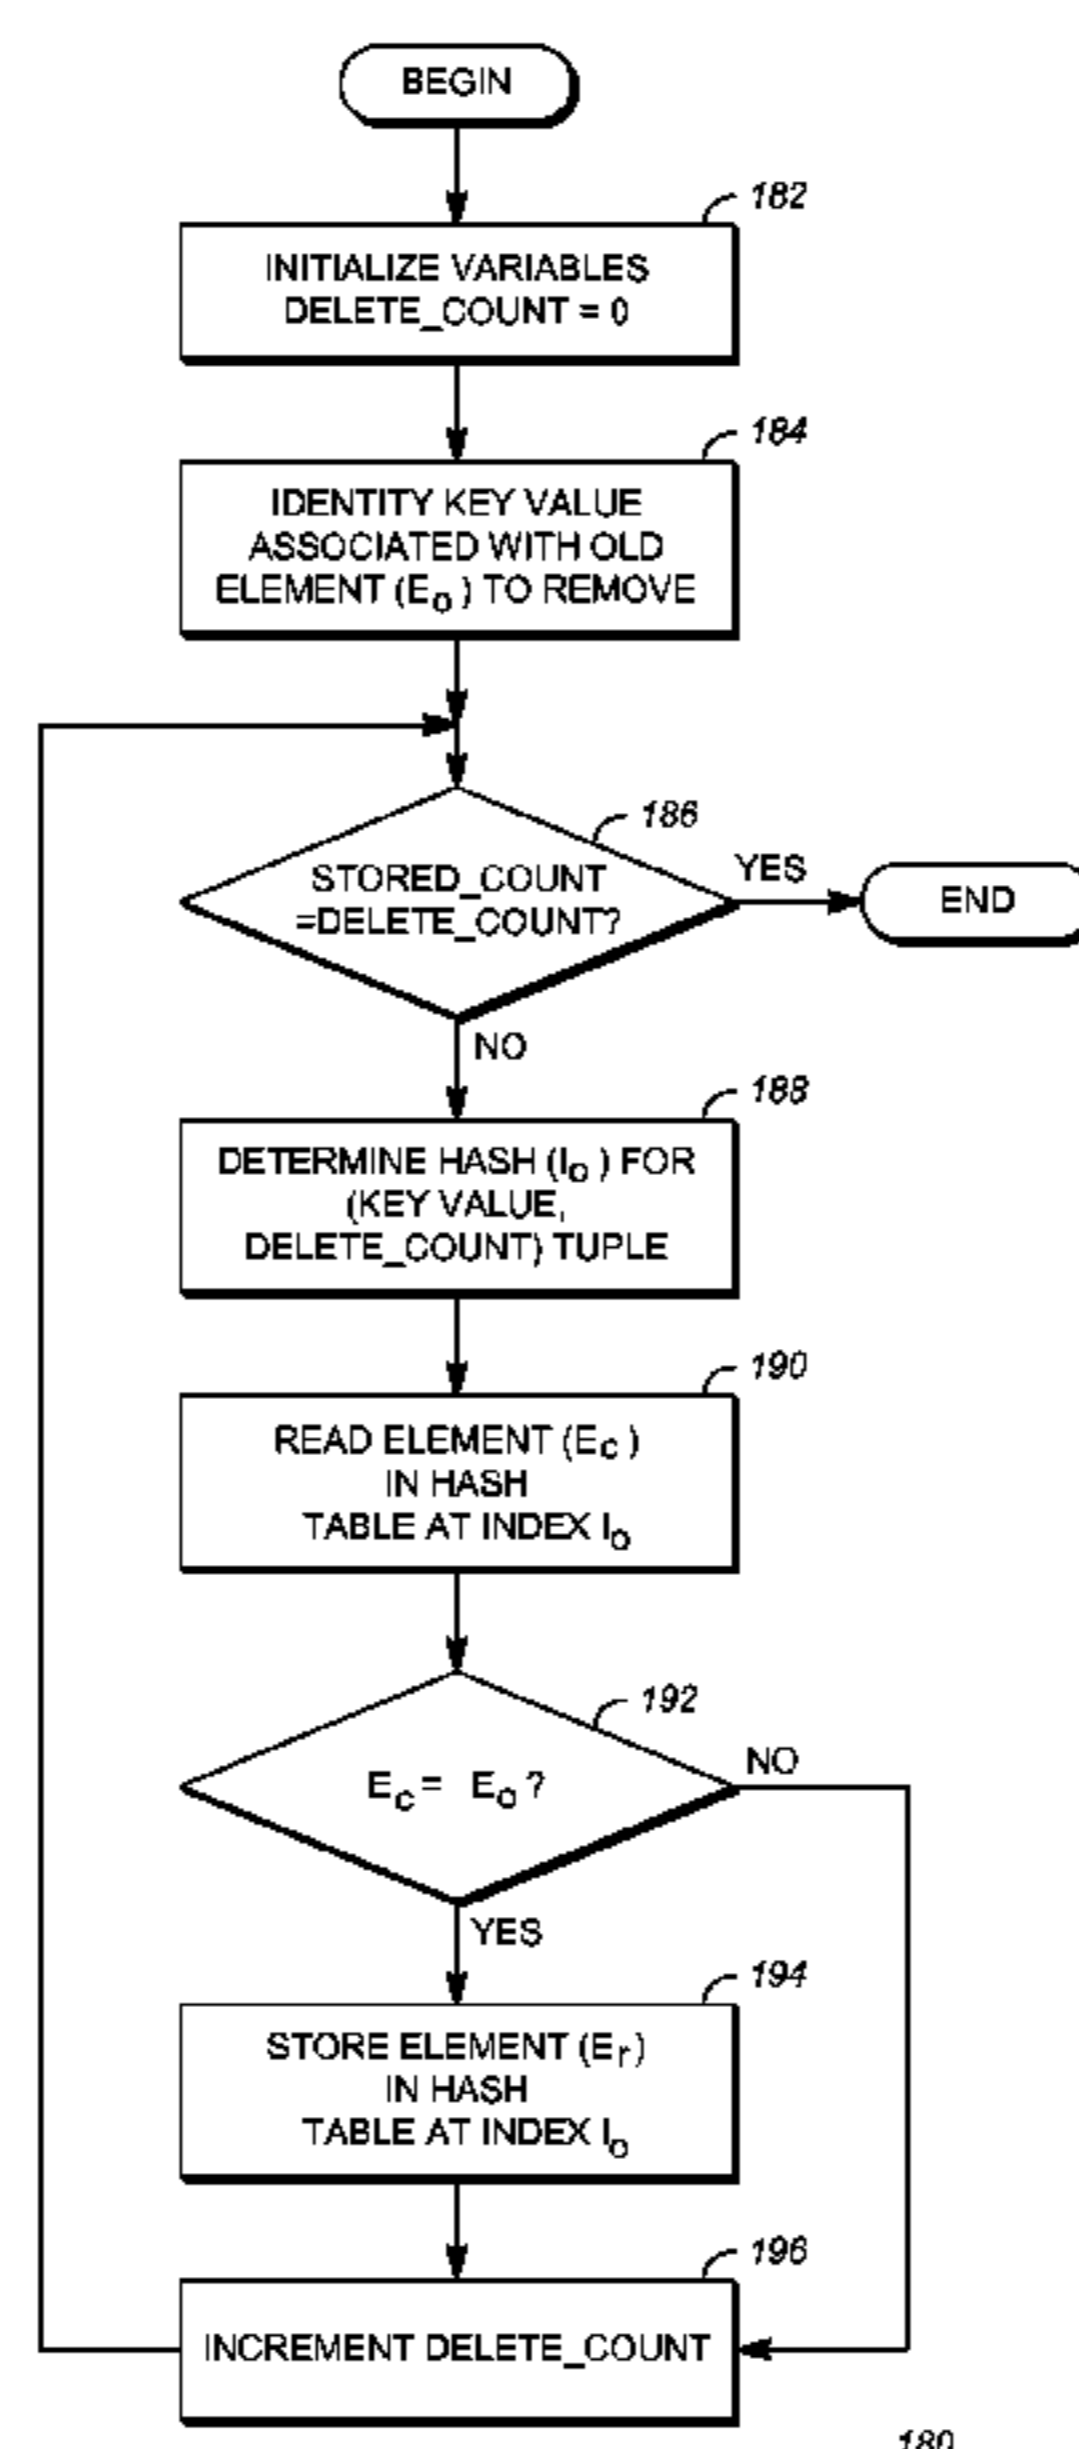 BEGIN
182
INITIALIZE VARIABLES
DELETE_COUNT = 0
184
IDENTITY KEY VALUE
ASSOCIATED WITH OLD
ELEMENT (Eo) TO REMOVE
186
STORED_COUNT
=DELETE_COUNT?
YES
END
NO
188
DETERMINE HASH (Io) FOR
(KEY VALUE,
DELETE_COUNT) TUPLE
190
READ ELEMENT (Ec)
IN HASH
TABLE AT INDEX Io
192
Ec = Eo ?
NO
YES
194
STORE ELEMENT (Er)
IN HASH
TABLE AT INDEX Io
196
INCREMENT DELETE_COUNT
180